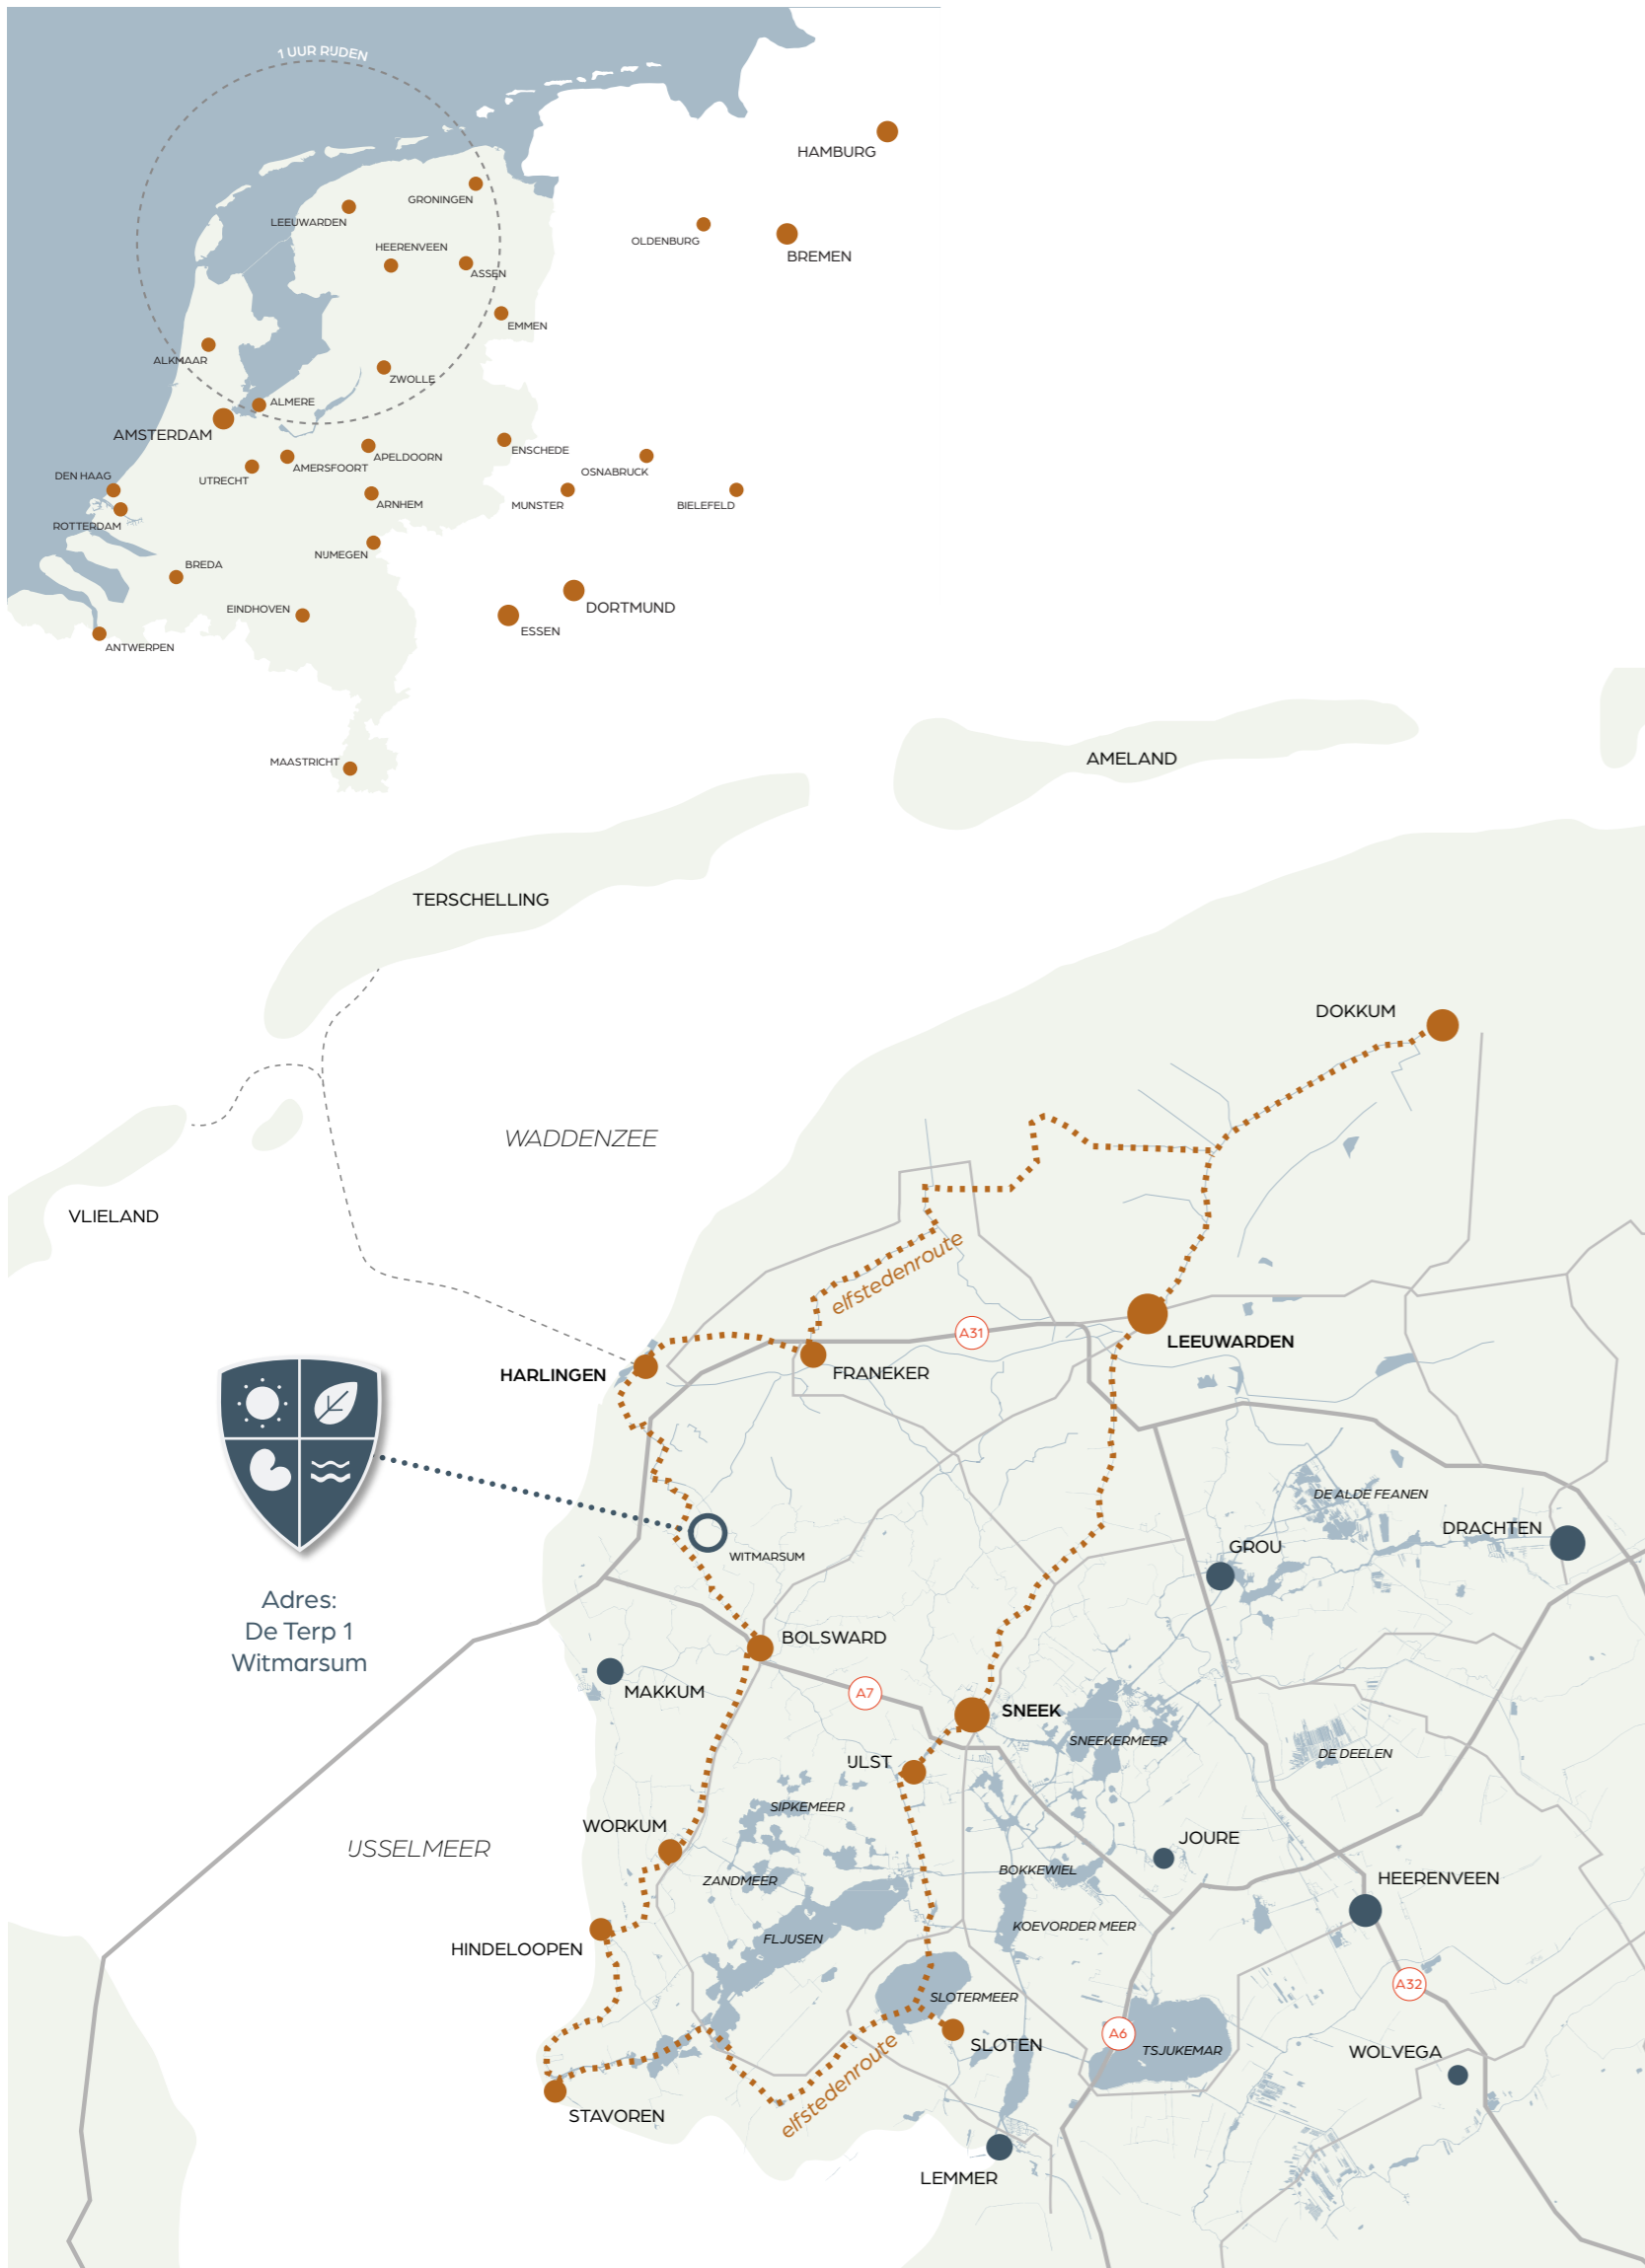 1 UUR RIJDEN
HAMBURG
GRONINGEN
LEEUWARDEN
OLDENBURG
HEERENVEEN
BREMEN
ASSEN
EMMEN
ALKMAAR
ZWOLLE
ALMERE
AMSTERDAM
ENSCHEDE
APELDOORN
AMERSFOORT
OSNABRUCK
DEN HAAG
UTRECHT
ARNHEM
MUNSTER
BIELEFELD
ROTTERDAM
NIJMEGEN
BREDA
EINDHOVEN
DORTMUND
ESSEN
ANTWERPEN
MAASTRICHT
AMELAND
TERSCHELLING
DOKKUM
WADDENZEE
VLIELAND
elfstedenroute
A31
LEEUWARDEN
HARLINGEN
FRANEKER
DE ALDE FEANEN
DRACHTEN
GROU
WITMARSUM
Adres:
De Terp 1
Witmarsum
BOLSWARD
MAKKUM
A7
SNEEK
SNEEKERMEER
DE DEELEN
IJLST
SIPKEMEER
WORKUM
JOURE
IJSSELMEER
BOKKEWIEL
HEERENVEEN
ZANDMEER
KOEVORDER MEER
FLJUSEN
HINDELOOPEN
A32
SLOTERMEER
A6
SLOTEN
TSJUKEMAR
WOLVEGA
elfstedenroute
STAVOREN
LEMMER